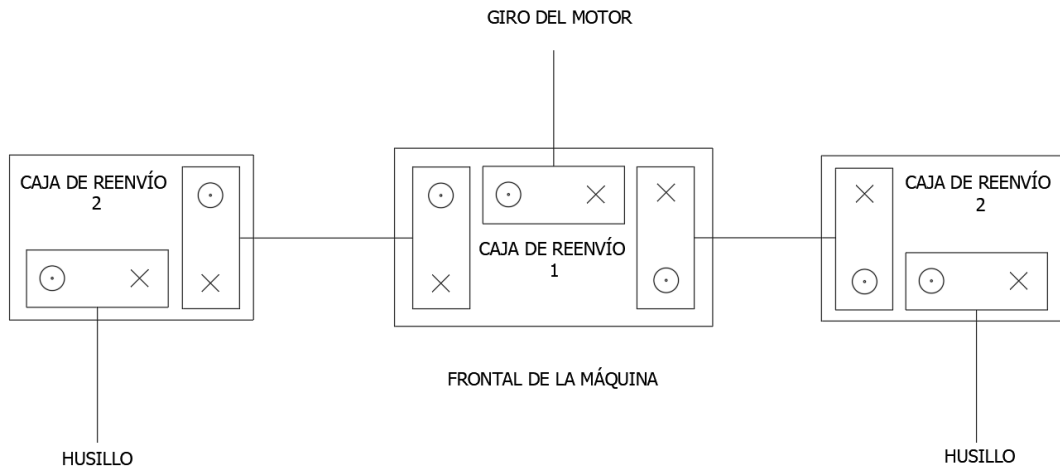 GIRO DEL MOTOR
CAJA DE REENVÍO
2
CAJA DE REENVÍO
1
CAJA DE REENVÍO
2
FRONTAL DE LA MÁQUINA
HUSILLO
HUSILLO